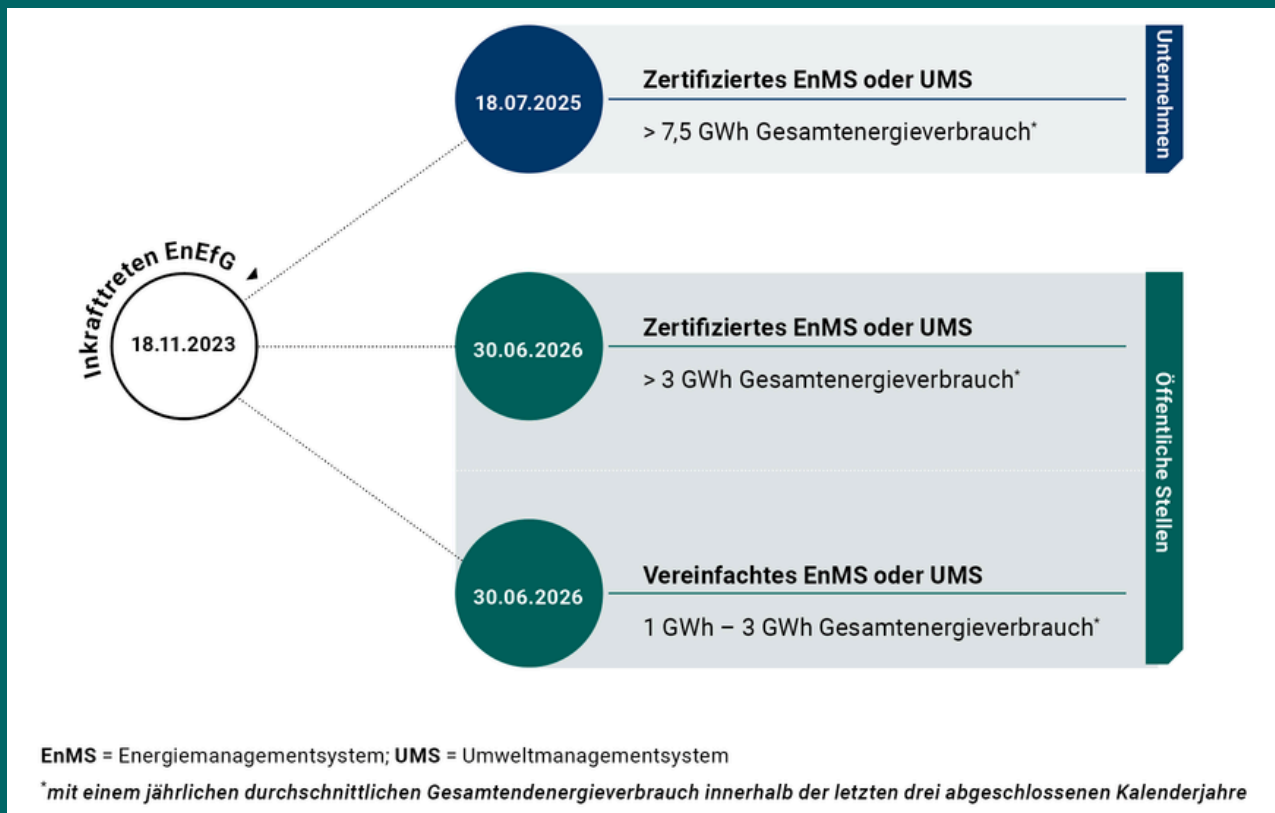 18.07.2025
Zertifiziertes EnMS oder UMS
> 7,5 GWh Gesamtenergieverbrauch*
Unternehmen
Inkrafttreten EnEfG
18.11.2023
30.06.2026
Zertifiziertes EnMS oder UMS
> 3 GWh Gesamtenergieverbrauch*
Öffentliche Stellen
30.06.2026
Vereinfachtes EnMS oder UMS
1 GWh – 3 GWh Gesamtenergieverbrauch*
EnMS = Energiemanagementsystem; UMS = Umweltmanagementsystem
*mit einem jährlichen durchschnittlichen Gesamtendenergieverbrauch innerhalb der letzten drei abgeschlossenen Kalenderjahre